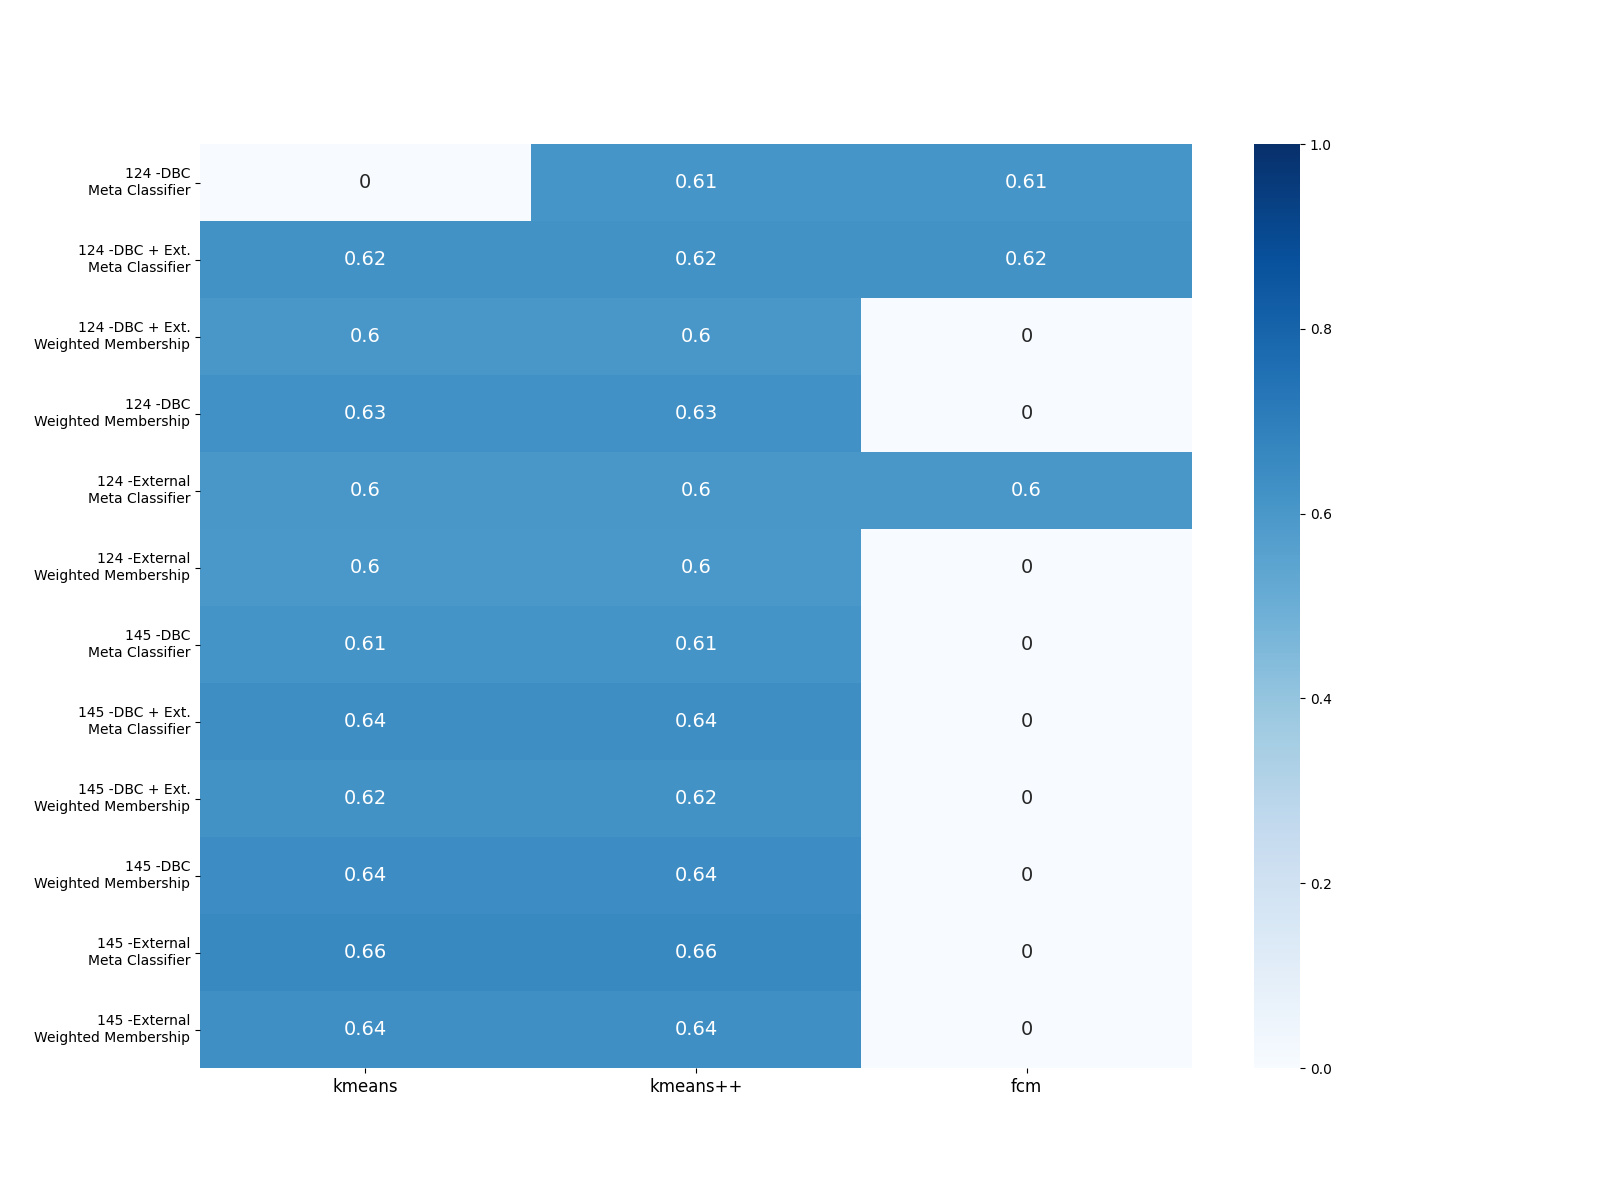 124 -DBC
Meta Classifier
0 0.61 0.61
124 -DBC + Ext.
Meta Classifier
0.62 0.62 0.62
124 -DBC + Ext.
Weighted Membership
0.6 0.6 0
124 -DBC
Weighted Membership
0.63 0.63 0
124 -External
Meta Classifier
0.6 0.6 0.6
124 -External
Weighted Membership
0.6 0.6 0
145 -DBC
Meta Classifier
0.61 0.61 0
145 -DBC + Ext.
Meta Classifier
0.64 0.64 0
145 -DBC + Ext.
Weighted Membership
0.62 0.62 0
145 -DBC
Weighted Membership
0.64 0.64 0
145 -External
Meta Classifier
0.66 0.66 0
145 -External
Weighted Membership
0.64 0.64 0
kmeans kmeans++ fcm
1.0
0.8
0.6
0.4
0.2
0.0